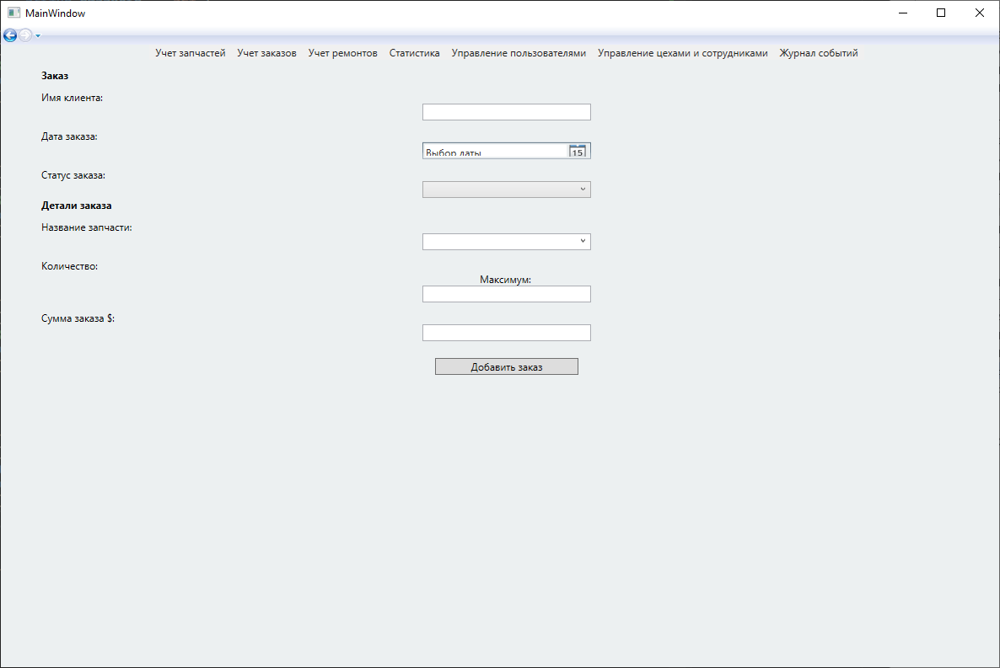 MainWindow
Учет запчастей Учет заказов Учет ремонтов Статистика Управление пользователями Управление цехами и сотрудниками Журнал событий
Заказ
Имя клиента:
Дата заказа:
Выбор даты 15
Статус заказа:
Детали заказа
Название запчасти:
Количество:
Максимум:
Сумма заказа $:
Добавить заказ